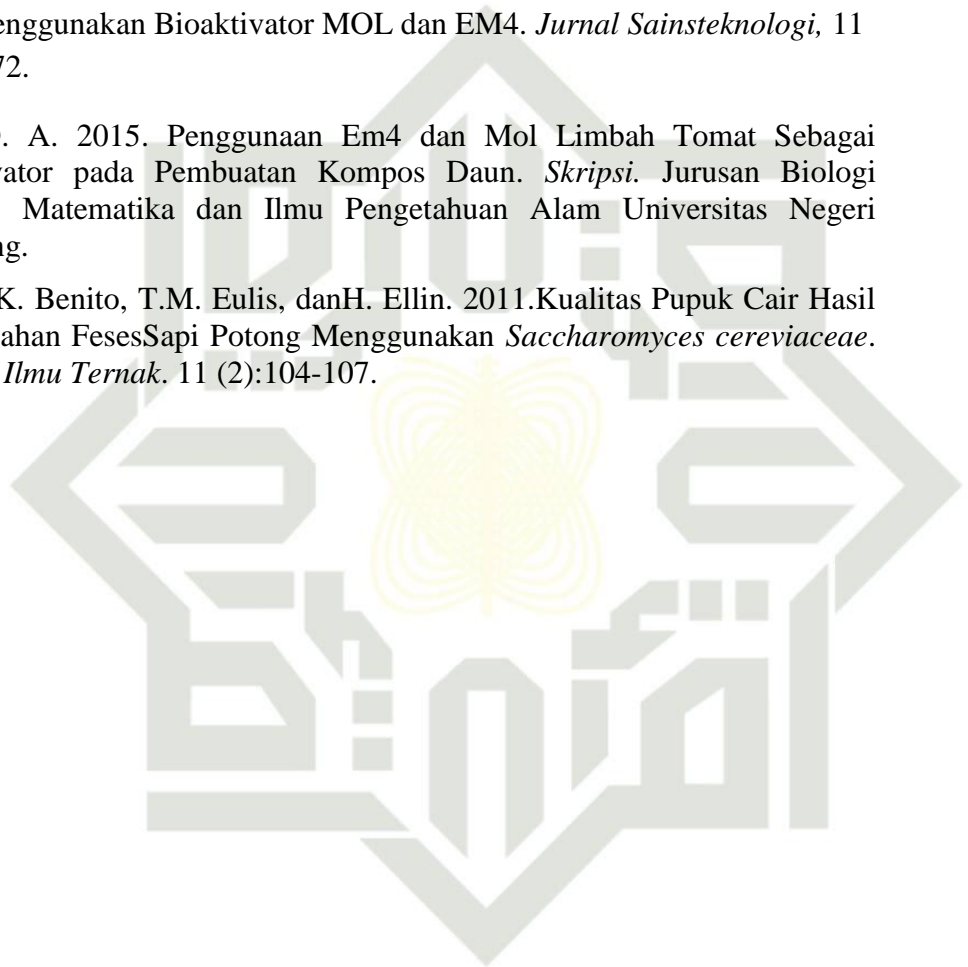 enggunakan Bioaktivator MOL dan EM4. Jurnal Sainsteknologi, 11
72.
. A. 2015. Penggunaan Em4 dan Mol Limbah Tomat Sebagai
vator pada Pembuatan Kompos Daun. Skripsi. Jurusan Biologi
Matematika dan Ilmu Pengetahuan Alam Universitas Negeri
ng.
K. Benito, T.M. Eulis, danH. Ellin. 2011.Kualitas Pupuk Cair Hasil
ahan FesesSapi Potong Menggunakan Saccharomyces cereviaceae.
Ilmu Ternak. 11 (2):104-107.